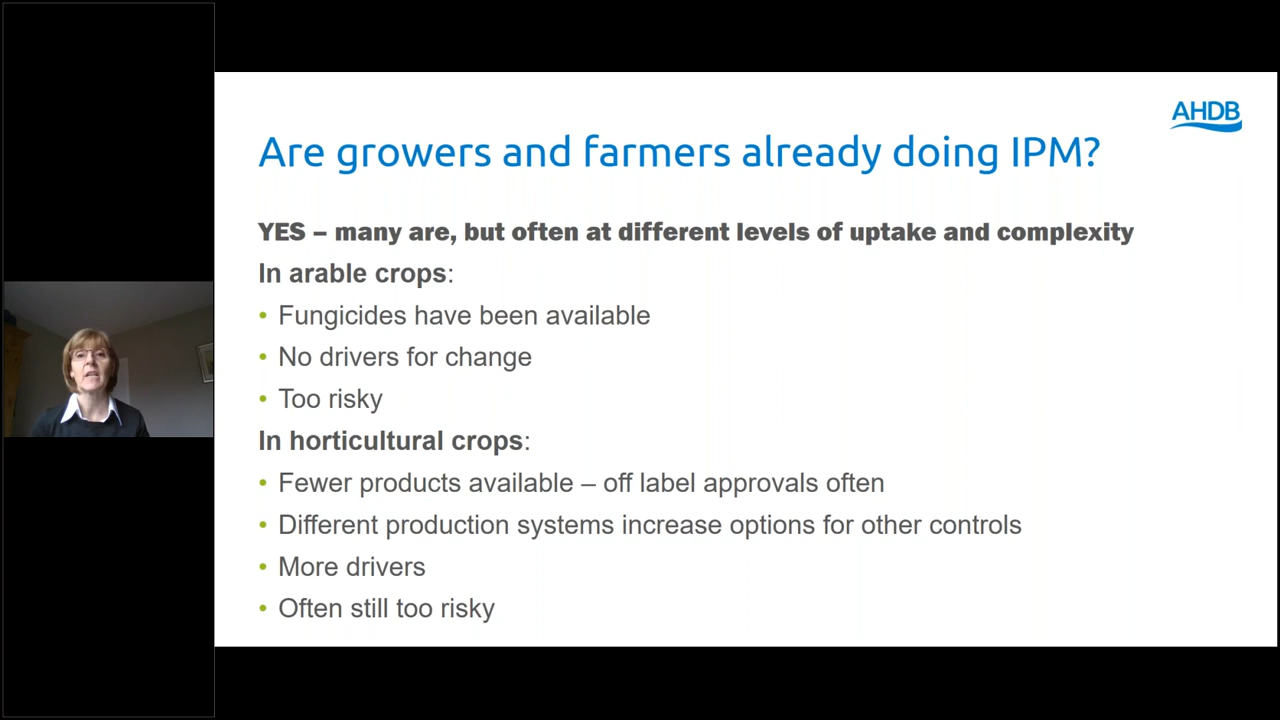 AHDB
Are growers and farmers already doing IPM?
YES – many are, but often at different levels of uptake and complexity
In arable crops:
• Fungicides have been available
• No drivers for change
• Too risky
In horticultural crops:
• Fewer products available – off label approvals often
• Different production systems increase options for other controls
• More drivers
• Often still too risky